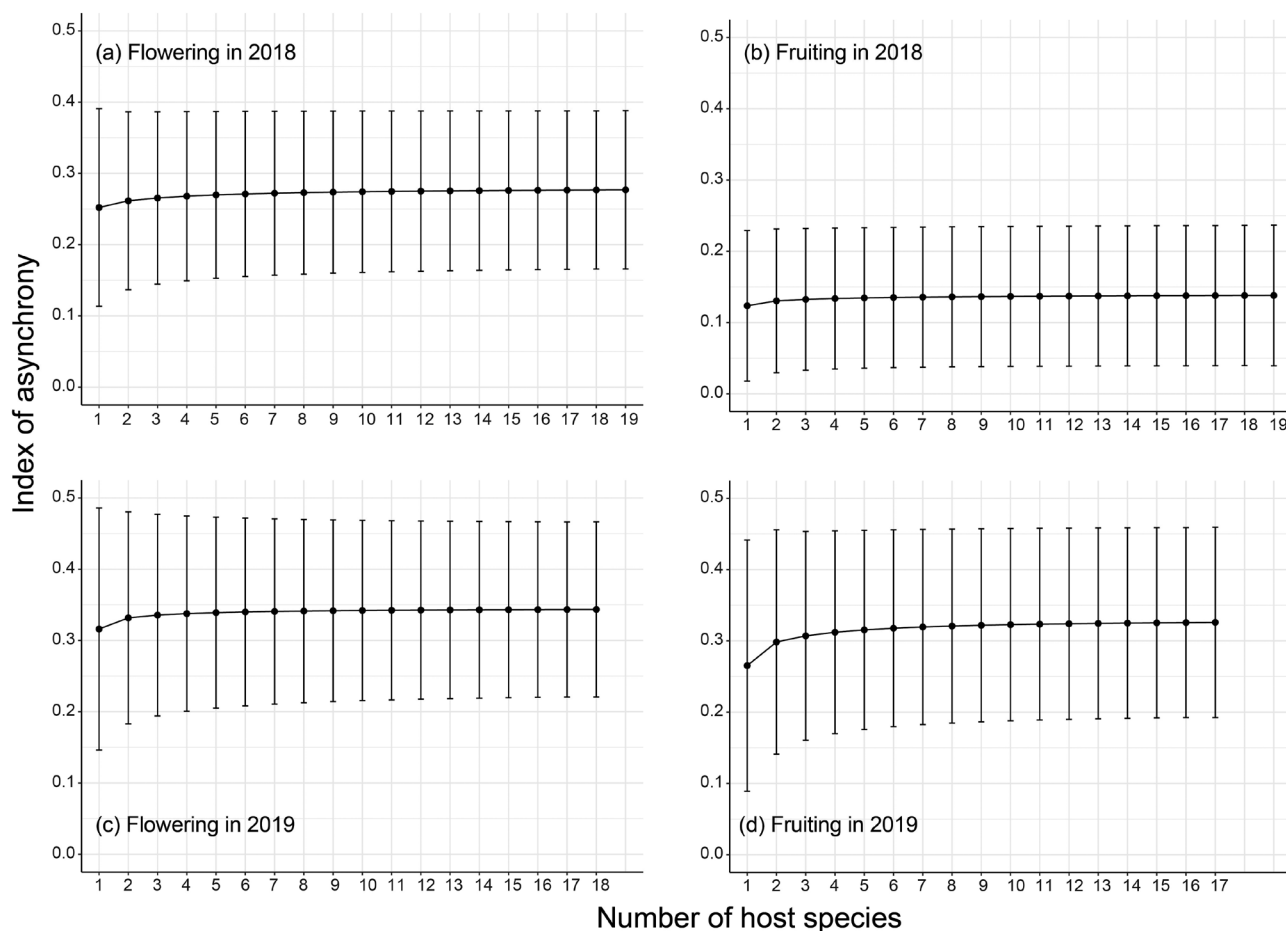 Index of asynchrony
(a) Flowering in 2018
0.5
0.4
0.3
0.2
0.1
0.0
1 2 3 4 5 6 7 8 9 10 11 12 13 14 15 16 17 18 19
(b) Fruiting in 2018
0.5
0.4
0.3
0.2
0.1
0.0
1 2 3 4 5 6 7 8 9 10 11 12 13 14 15 16 17 18 19
0.5
0.4
0.3
0.2
0.1
0.0
(c) Flowering in 2019
1 2 3 4 5 6 7 8 9 10 11 12 13 14 15 16 17 18
0.5
0.4
0.3
0.2
0.1
0.0
(d) Fruiting in 2019
1 2 3 4 5 6 7 8 9 10 11 12 13 14 15 16 17
Number of host species